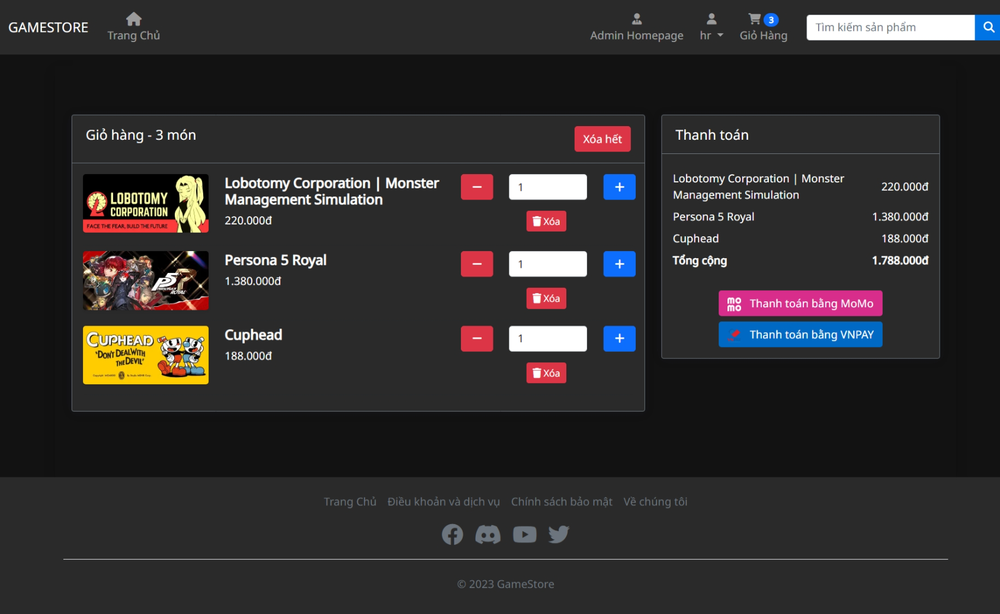 GAMESTORE
Trang Chủ
Admin Homepage
hr
3
Giỏ Hàng
Tìm kiếm sản phẩm
Giỏ hàng - 3 món
Xóa hết
LOBOTOMY
CORPORATION
FACE THE FEAR, BUILD THE FUTURE
Lobotomy Corporation | Monster
Management Simulation
220.000đ
1
Xóa
P5R
PERSONA5
ROYAL
Persona 5 Royal
1.380.000đ
1
Xóa
CUPHEAD
"DON'T DEAL WITH
THE DEVIL"
Cuphead
188.000đ
1
Xóa
Thanh toán
Lobotomy Corporation | Monster
Management Simulation
220.000đ
Persona 5 Royal
1.380.000đ
Cuphead
188.000đ
Tổng cộng
1.788.000đ
mo
mo
Thanh toán bằng MoMo
Thanh toán bằng VNPAY
Trang Chủ
Điều khoản và dịch vụ
Chính sách bảo mật
Về chúng tôi
© 2023 GameStore